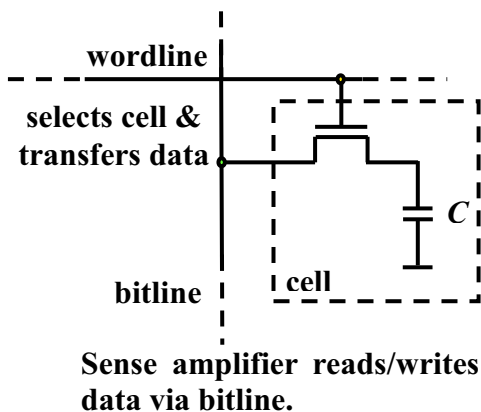 wordline
selects cell &
transfers data
C
cell
bitline
Sense amplifier reads/writes
data via bitline.